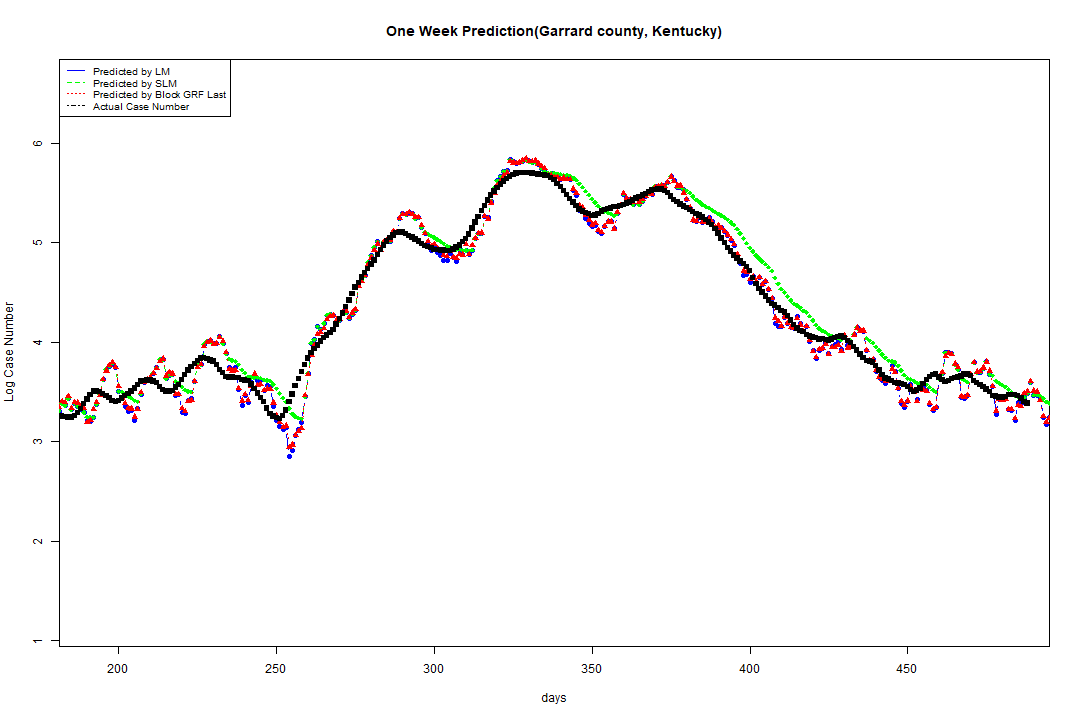 One Week Prediction(Garrard county, Kentucky)
Predicted by LM
Predicted by SLM
Predicted by Block GRF Last
Actual Case Number
6
5
4
3
2
1
Log Case Number
200
250
300
350
400
450
days